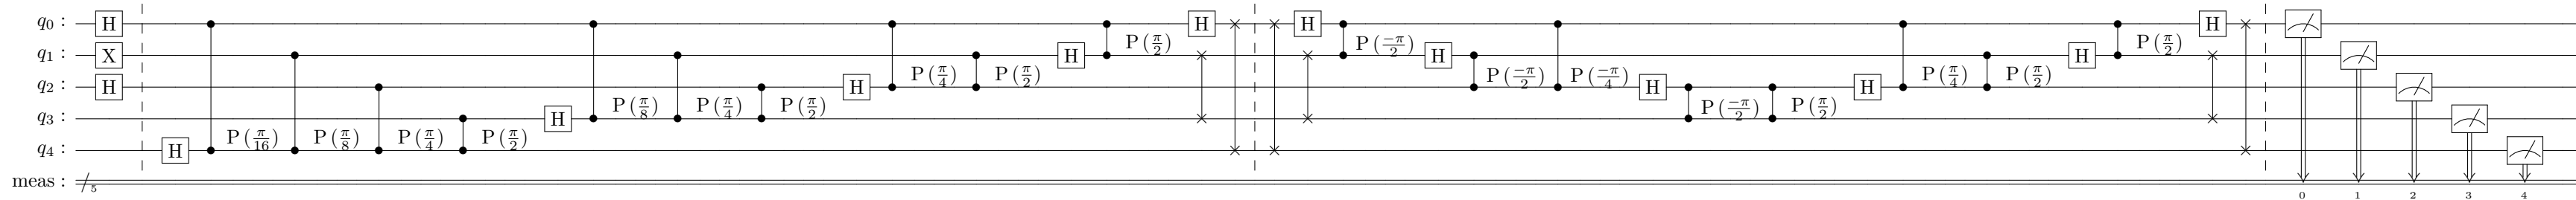 q0 : H H H H
q1 : X H P(π/2) P(-π/2) H H P(π/2)
q2 : H H P(π/4) P(π/2) P(-π/2) P(-π/4) H H P(π/4) P(π/2)
q3 : H P(π/8) P(π/4) P(π/2) P(-π/2) P(π/2)
q4 : H P(π/16) P(π/8) P(π/4) P(π/2)
meas : 5
0 1 2 3 4